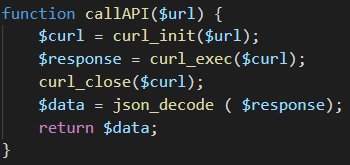 function callAPI($url) {
    $curl = curl_init($url);
    $response = curl_exec($curl);
    curl_close($curl);
    $data = json_decode ( $response);
    return $data;
}